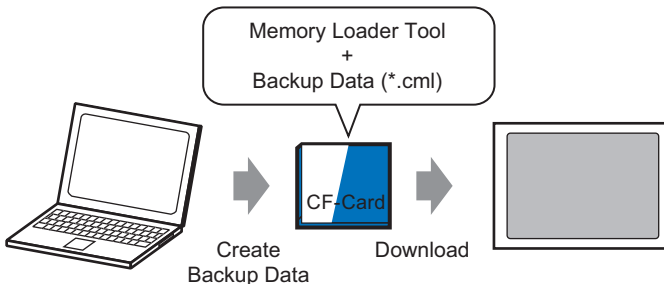 Memory Loader Tool
+
Backup Data (*.cml)
CF-Card
Create
Backup Data
Download